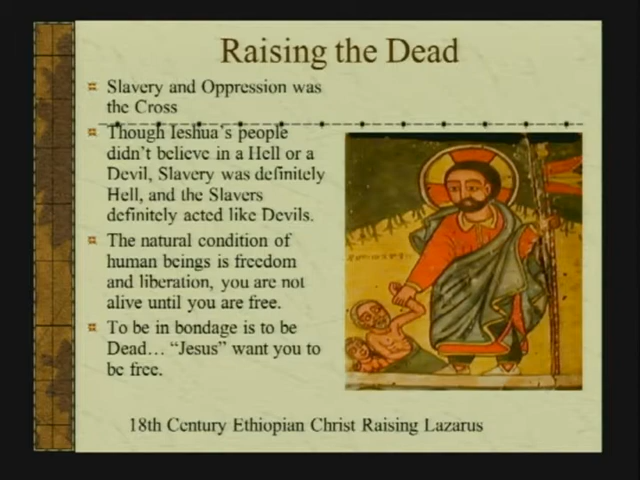 Raising the Dead
Slavery and Oppression was
the Cross
Though Ieshua's people
didn't believe in a Hell or a
Devil, Slavery was definitely
Hell, and the Slavers
definitely acted like Devils.
The natural condition of
human beings is freedom
and liberation, you are not
alive until you are free.
To be in bondage is to be
Dead… “Jesus” want you to
be free.
18th Century Ethiopian Christ Raising Lazarus